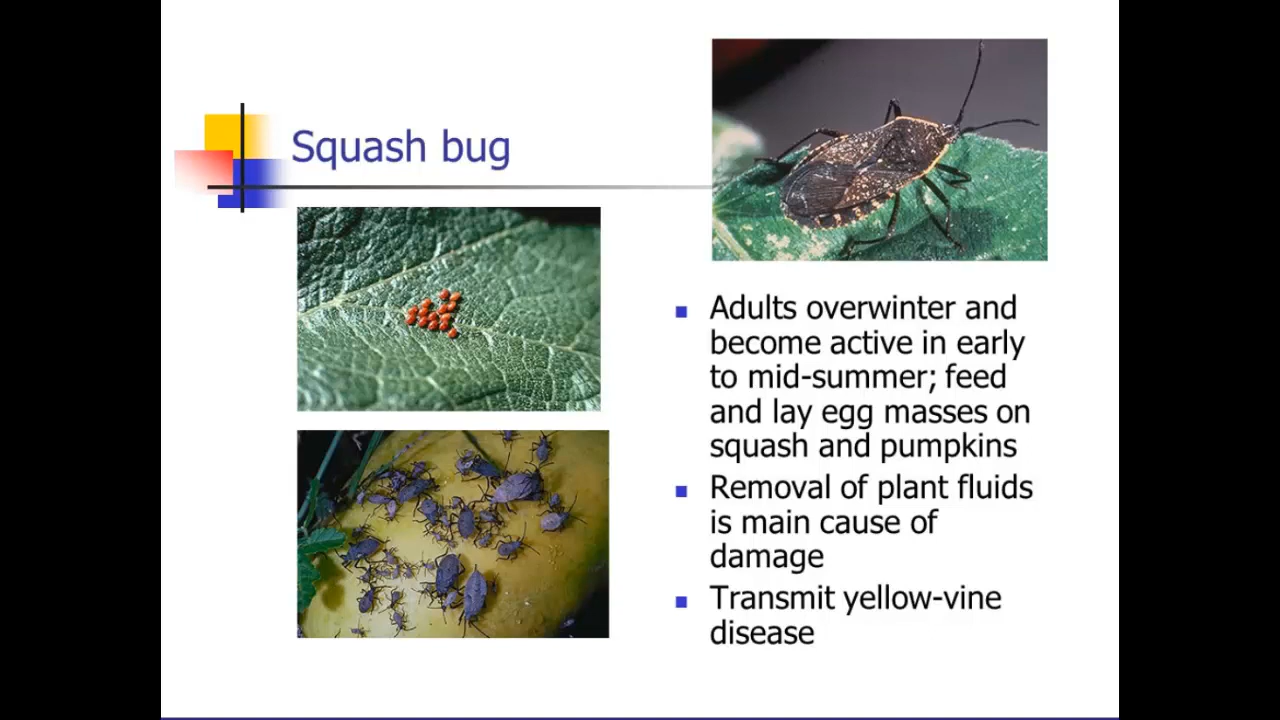 Squash bug
Adults overwinter and
become active in early
to mid-summer; feed
and lay egg masses on
squash and pumpkins
Removal of plant fluids
is main cause of
damage
Transmit yellow-vine
disease